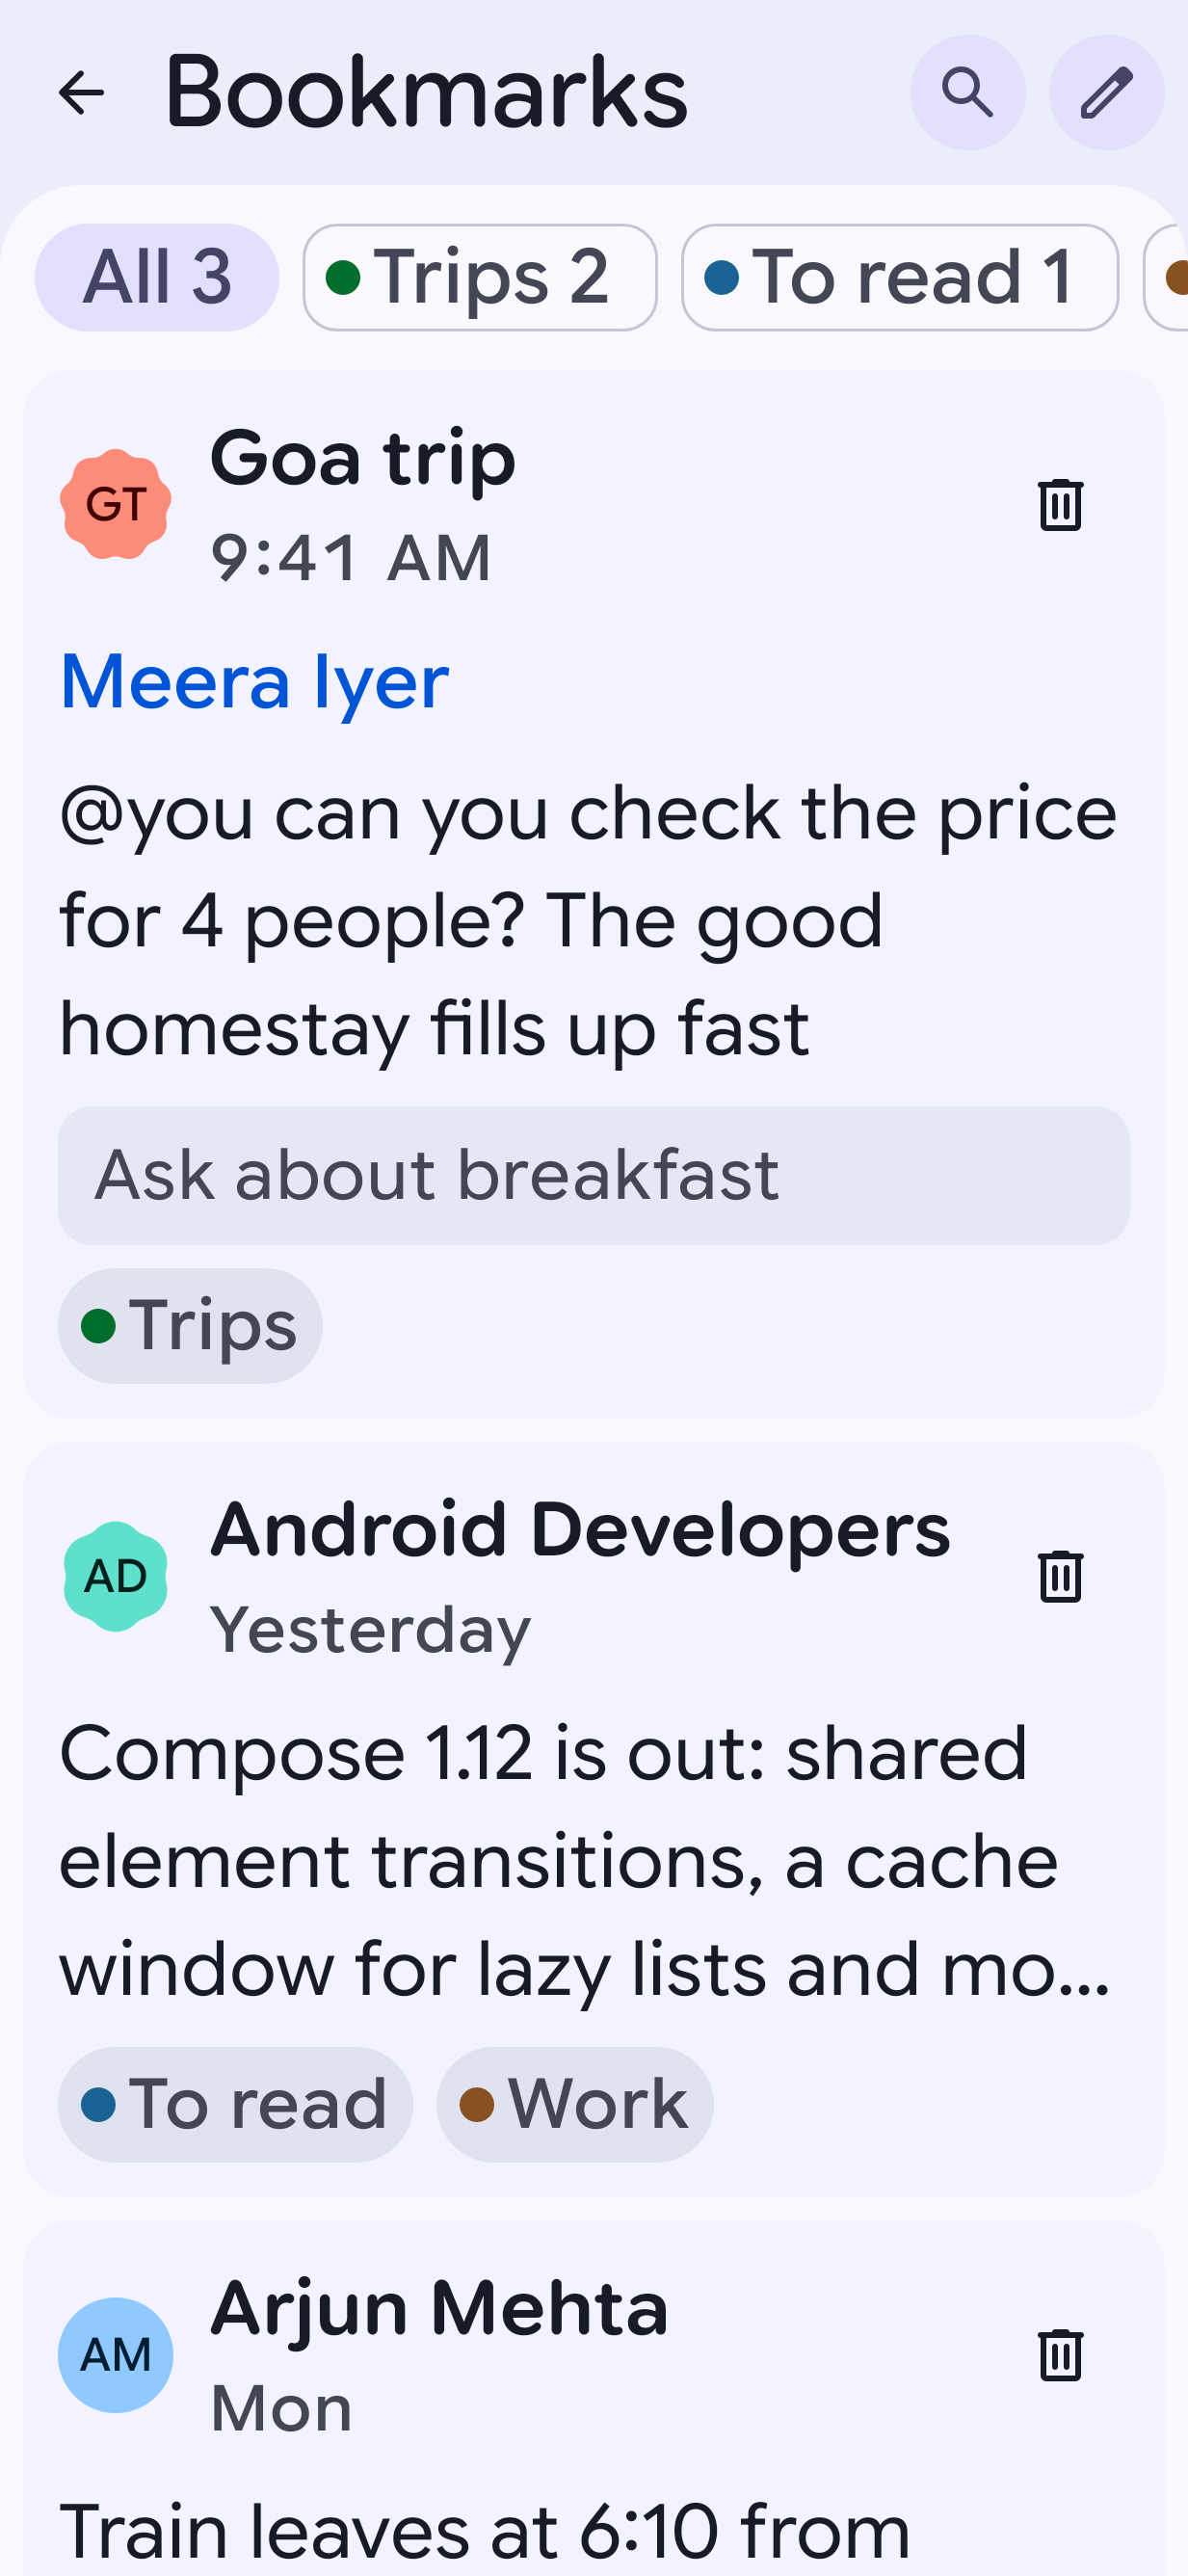 Bookmarks
All 3
Trips 2
To read 1
GT
Goa trip
9:41 AM
Meera Iyer
@you can you check the price
for 4 people? The good
homestay fills up fast
Ask about breakfast
Trips
AD
Android Developers
Yesterday
Compose 1.12 is out: shared
element transitions, a cache
window for lazy lists and mo...
To read
Work
AM
Arjun Mehta
Mon
Train leaves at 6:10 from